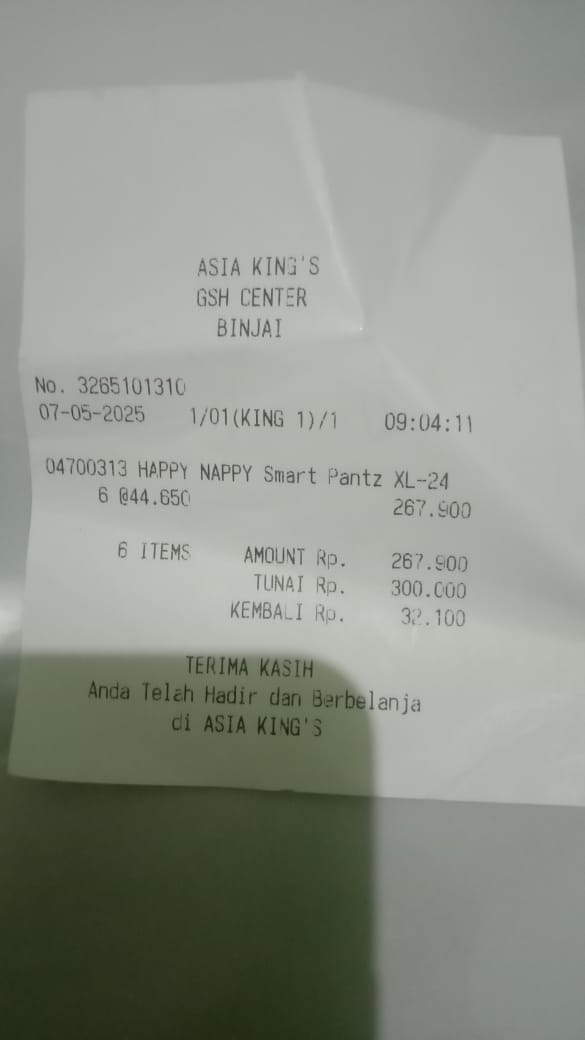 ASIA KING'S
GSH CENTER
BINJAI
No. 3265101310
07-05-2025 1/01(KING 1)/1 09:04:11
04700313 HAPPY NAPPY Smart Pantz XL-24
6 @44.650 267.900
6 ITEMS AMOUNT Rp. 267.900
TUNAI Rp. 300.000
KEMBALI Rp. 32.100
TERIMA KASIH
Anda Telah Hadir dan Berbelanja
di ASIA KING'S